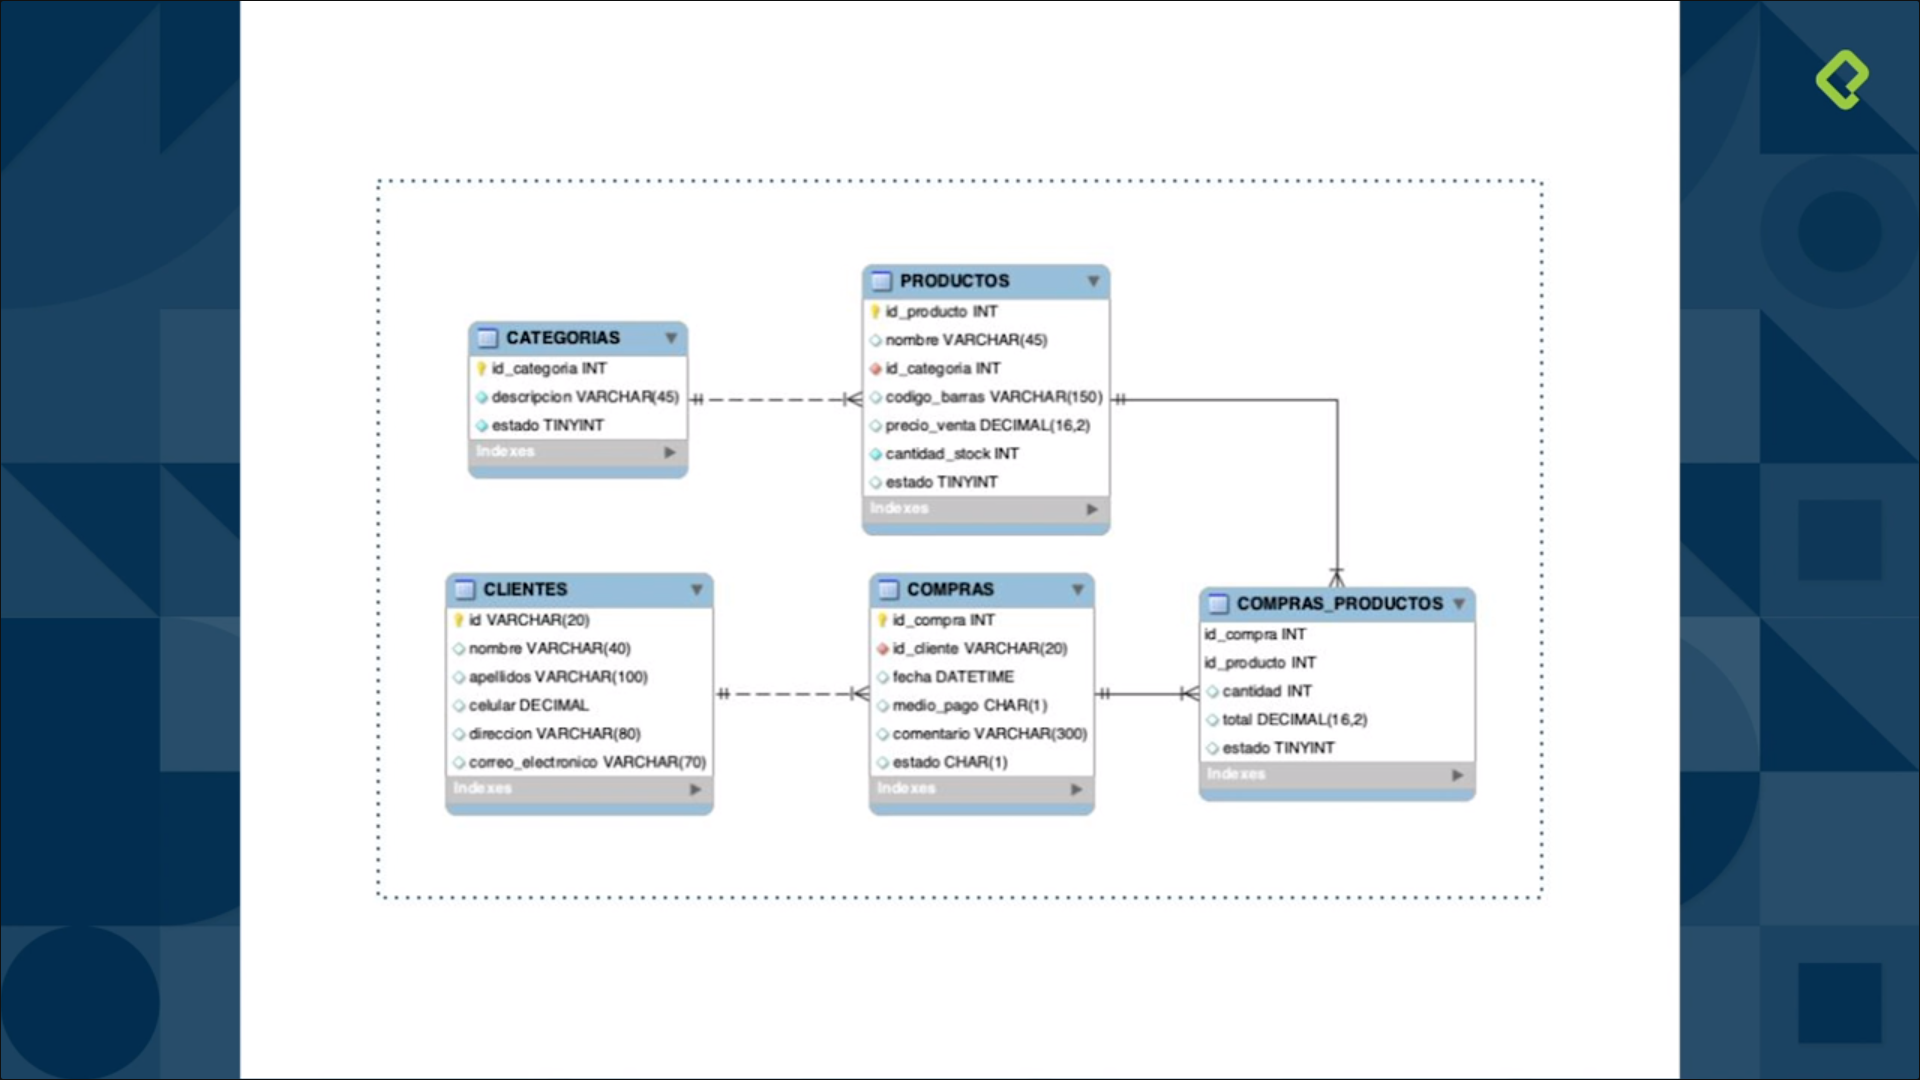 CATEGORIAS
id_categoria INT
descripcion VARCHAR(45)
estado TINYINT
Indexes
PRODUCTOS
id_producto INT
nombre VARCHAR(45)
id_categoria INT
codigo_barras VARCHAR(150)
precio_venta DECIMAL(16,2)
cantidad_stock INT
estado TINYINT
Indexes
CLIENTES
id VARCHAR(20)
nombre VARCHAR(40)
apellidos VARCHAR(100)
celular DECIMAL
direccion VARCHAR(80)
correo_electronico VARCHAR(70)
Indexes
COMPRAS
id_compra INT
id_cliente VARCHAR(20)
fecha DATETIME
medio_pago CHAR(1)
comentario VARCHAR(300)
estado CHAR(1)
Indexes
COMPRAS_PRODUCTOS
id_compra INT
id_producto INT
cantidad INT
total DECIMAL(16,2)
estado TINYINT
Indexes